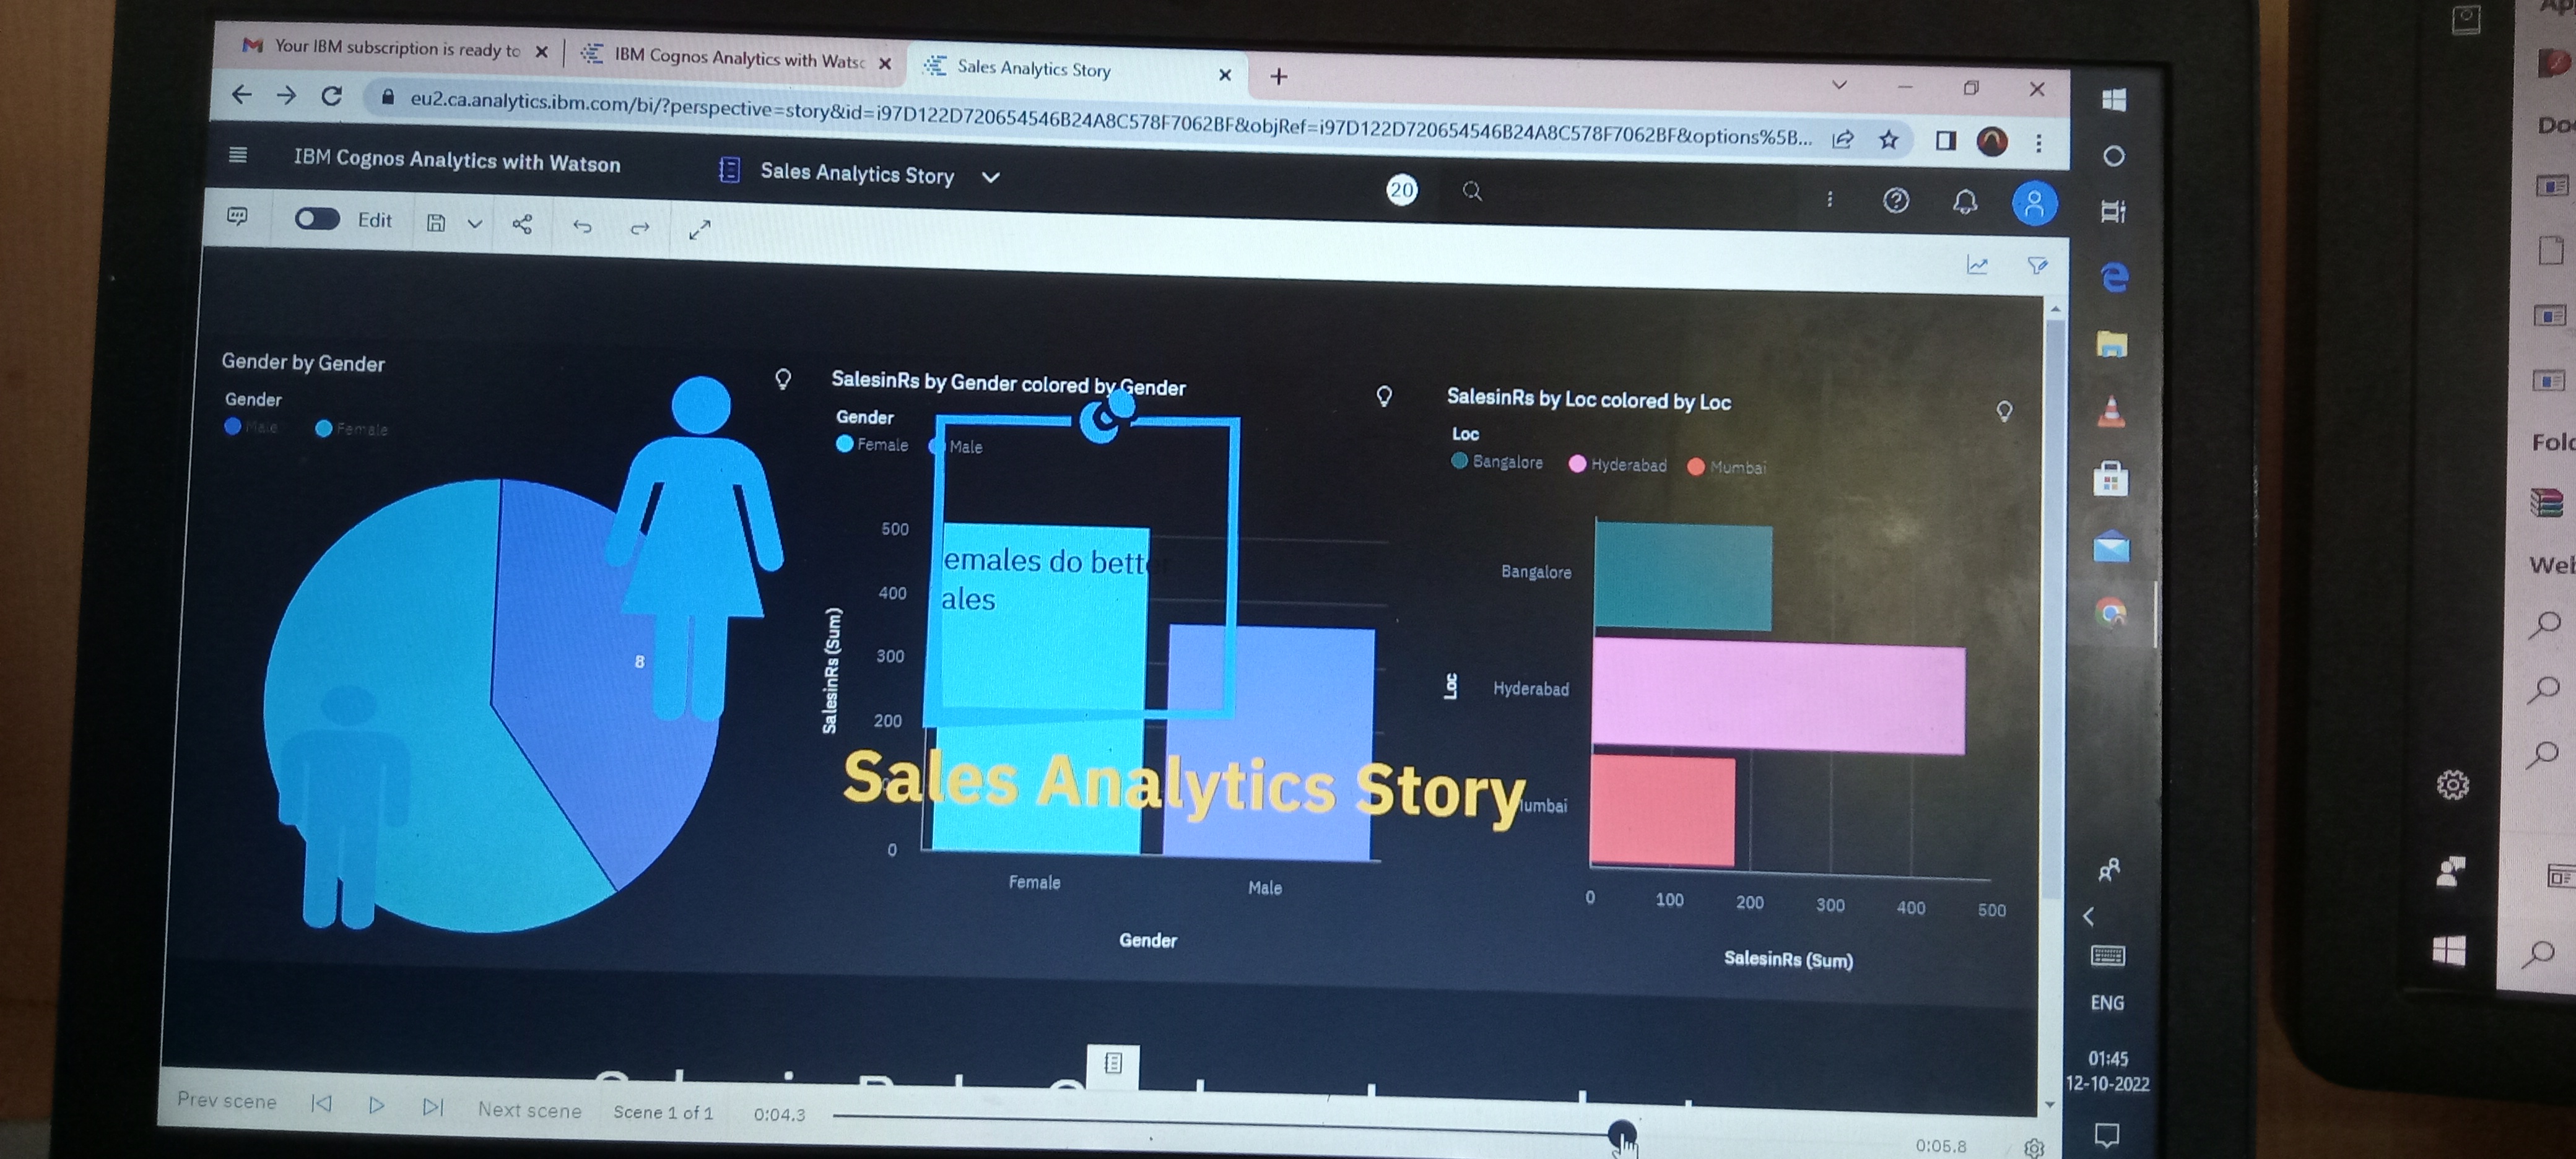 Your IBM subscription is ready to
IBM Cognos Analytics with Watsc
Sales Analytics Story
eu2.ca.analytics.ibm.com/bi/?perspective=story&id=i97D122D720654546B24A8C578F7062BF&objRef=i97D122D720654546B24A8C578F7062BF&options%5B...
IBM Cognos Analytics with Watson
Sales Analytics Story
20
Edit
Gender by Gender
Gender
Male
Female
8
SalesinRs by Gender colored by Gender
Gender
Female
Male
500
400
300
200
0
SalesinRs (Sum)
emales do bett
ales
Female
Male
Gender
Sales Analytics Story
SalesinRs by Loc colored by Loc
Loc
Bangalore
Hyderabad
Mumbai
Loc
Bangalore
Hyderabad
umbai
0
100
200
300
400
500
SalesinRs (Sum)
Prev scene
Next scene
Scene 1 of 1
0:04.3
0:05.8
ENG
01:45
12-10-2022
Ap
Do
Fol
Wel